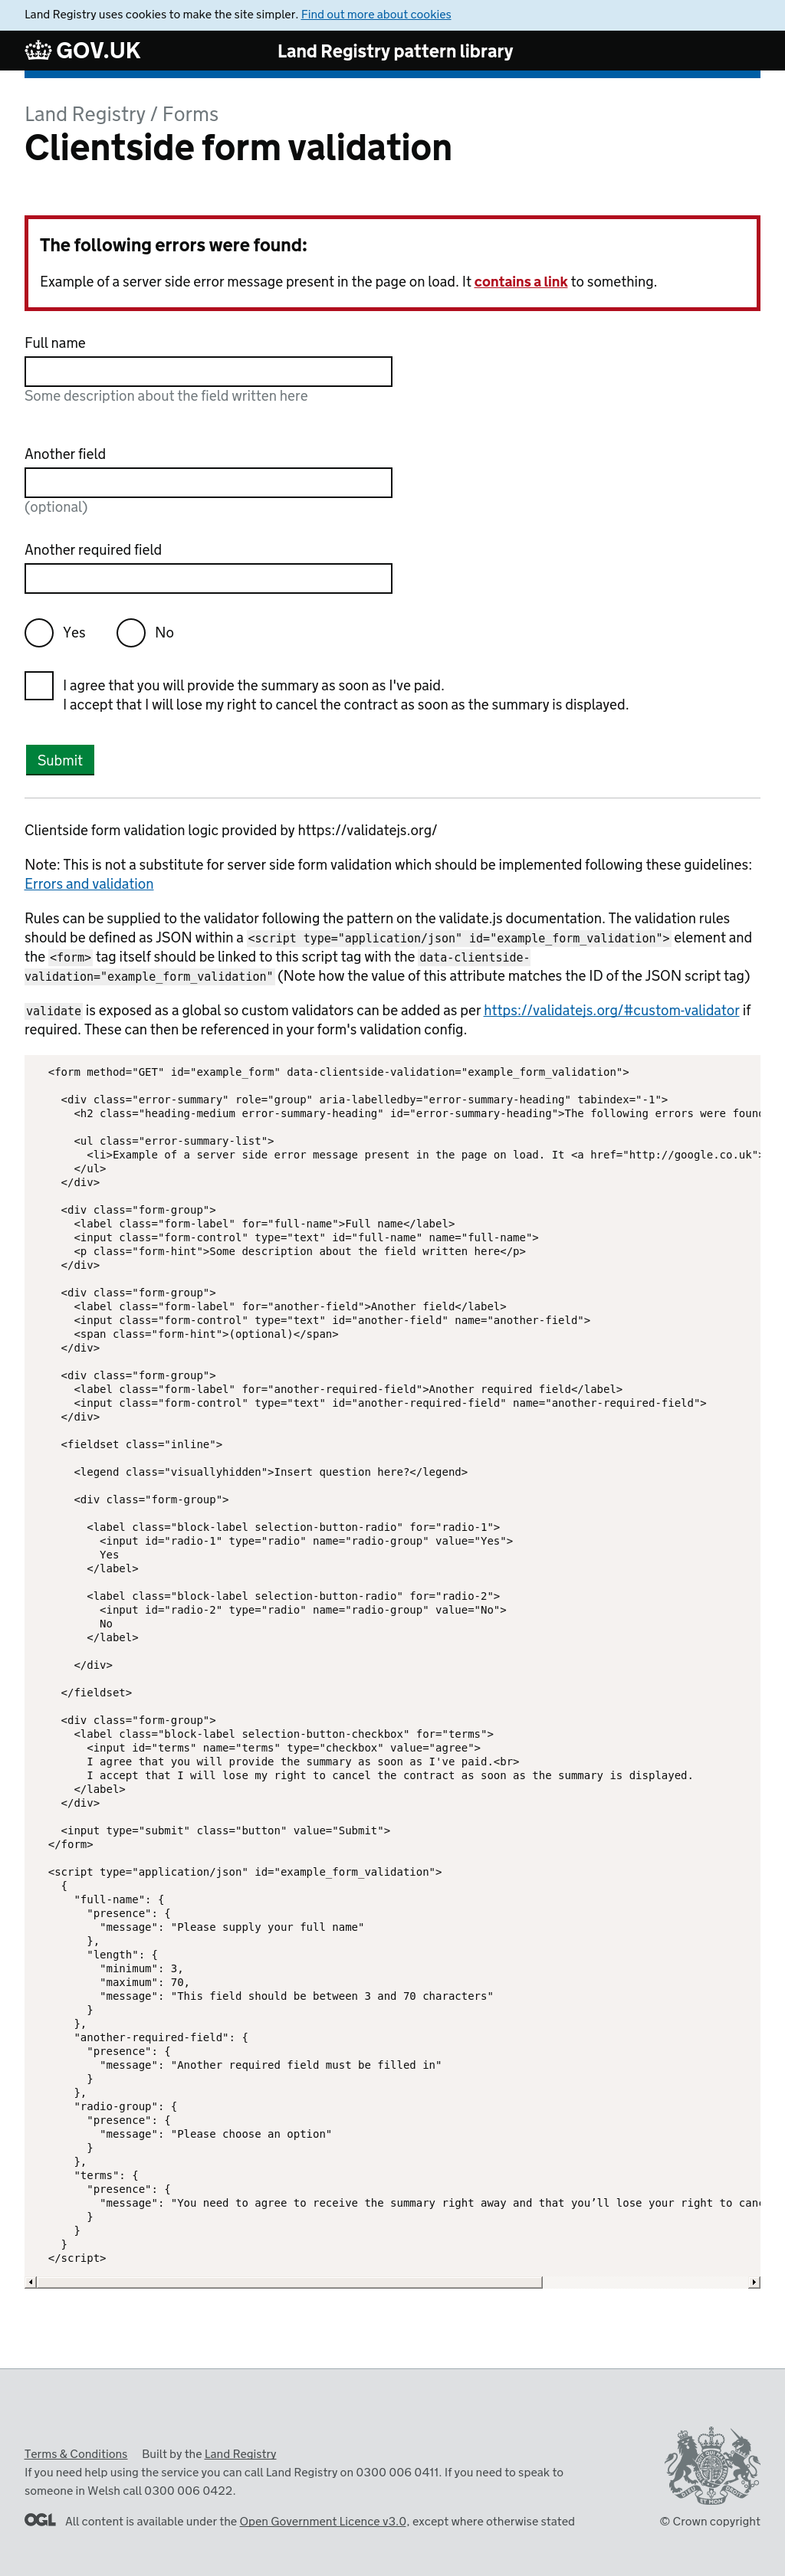 Land Registry uses cookies to make the site simpler. Find out more about cookies
GOV.UK
Land Registry pattern library
Land Registry / Forms
Clientside form validation
The following errors were found:
Example of a server side error message present in the page on load. It contains a link to something.
Full name
Some description about the field written here
Another field
(optional)
Another required field
Yes No
I agree that you will provide the summary as soon as I've paid.
I accept that I will lose my right to cancel the contract as soon as the summary is displayed.
Submit
Clientside form validation logic provided by https://validatejs.org/
Note: This is not a substitute for server side form validation which should be implemented following these guidelines:
Errors and validation
Rules can be supplied to the validator following the pattern on the validate.js documentation. The validation rules
should be defined as JSON within a <script type="application/json" id="example_form_validation"> element and
the <form> tag itself should be linked to this script tag with the data-clientside-
validation="example_form_validation" (Note how the value of this attribute matches the ID of the JSON script tag)
validate is exposed as a global so custom validators can be added as per https://validatejs.org/#custom-validator if
required. These can then be referenced in your form's validation config.
<form method="GET" id="example_form" data-clientside-validation="example_form_validation">
<div class="error-summary" role="group" aria-labelledby="error-summary-heading" tabindex="-1">
<h2 class="heading-medium error-summary-heading" id="error-summary-heading">The following errors were found
<ul class="error-summary-list">
<li>Example of a server side error message present in the page on load. It <a href="http://google.co.uk">
</ul>
</div>
<div class="form-group">
<label class="form-label" for="full-name">Full name</label>
<input class="form-control" type="text" id="full-name" name="full-name">
<p class="form-hint">Some description about the field written here</p>
</div>
<div class="form-group">
<label class="form-label" for="another-field">Another field</label>
<input class="form-control" type="text" id="another-field" name="another-field">
<span class="form-hint">(optional)</span>
</div>
<div class="form-group">
<label class="form-label" for="another-required-field">Another required field</label>
<input class="form-control" type="text" id="another-required-field" name="another-required-field">
</div>
<fieldset class="inline">
<legend class="visuallyhidden">Insert question here?</legend>
<div class="form-group">
<label class="block-label selection-button-radio" for="radio-1">
<input id="radio-1" type="radio" name="radio-group" value="Yes">
Yes
</label>
<label class="block-label selection-button-radio" for="radio-2">
<input id="radio-2" type="radio" name="radio-group" value="No">
No
</label>
</div>
</fieldset>
<div class="form-group">
<label class="block-label selection-button-checkbox" for="terms">
<input id="terms" name="terms" type="checkbox" value="agree">
I agree that you will provide the summary as soon as I've paid.<br>
I accept that I will lose my right to cancel the contract as soon as the summary is displayed.
</label>
</div>
<input type="submit" class="button" value="Submit">
</form>
<script type="application/json" id="example_form_validation">
{
"full-name": {
"presence": {
"message": "Please supply your full name"
},
"length": {
"minimum": 3,
"maximum": 70,
"message": "This field should be between 3 and 70 characters"
}
},
"another-required-field": {
"presence": {
"message": "Another required field must be filled in"
}
},
"radio-group": {
"presence": {
"message": "Please choose an option"
}
},
"terms": {
"presence": {
"message": "You need to agree to receive the summary right away and that you’ll lose your right to canc
}
}
}
</script>
Terms & Conditions Built by the Land Registry
If you need help using the service you can call Land Registry on 0300 006 0411. If you need to speak to
someone in Welsh call 0300 006 0422.
OGL All content is available under the Open Government Licence v3.0, except where otherwise stated
© Crown copyright